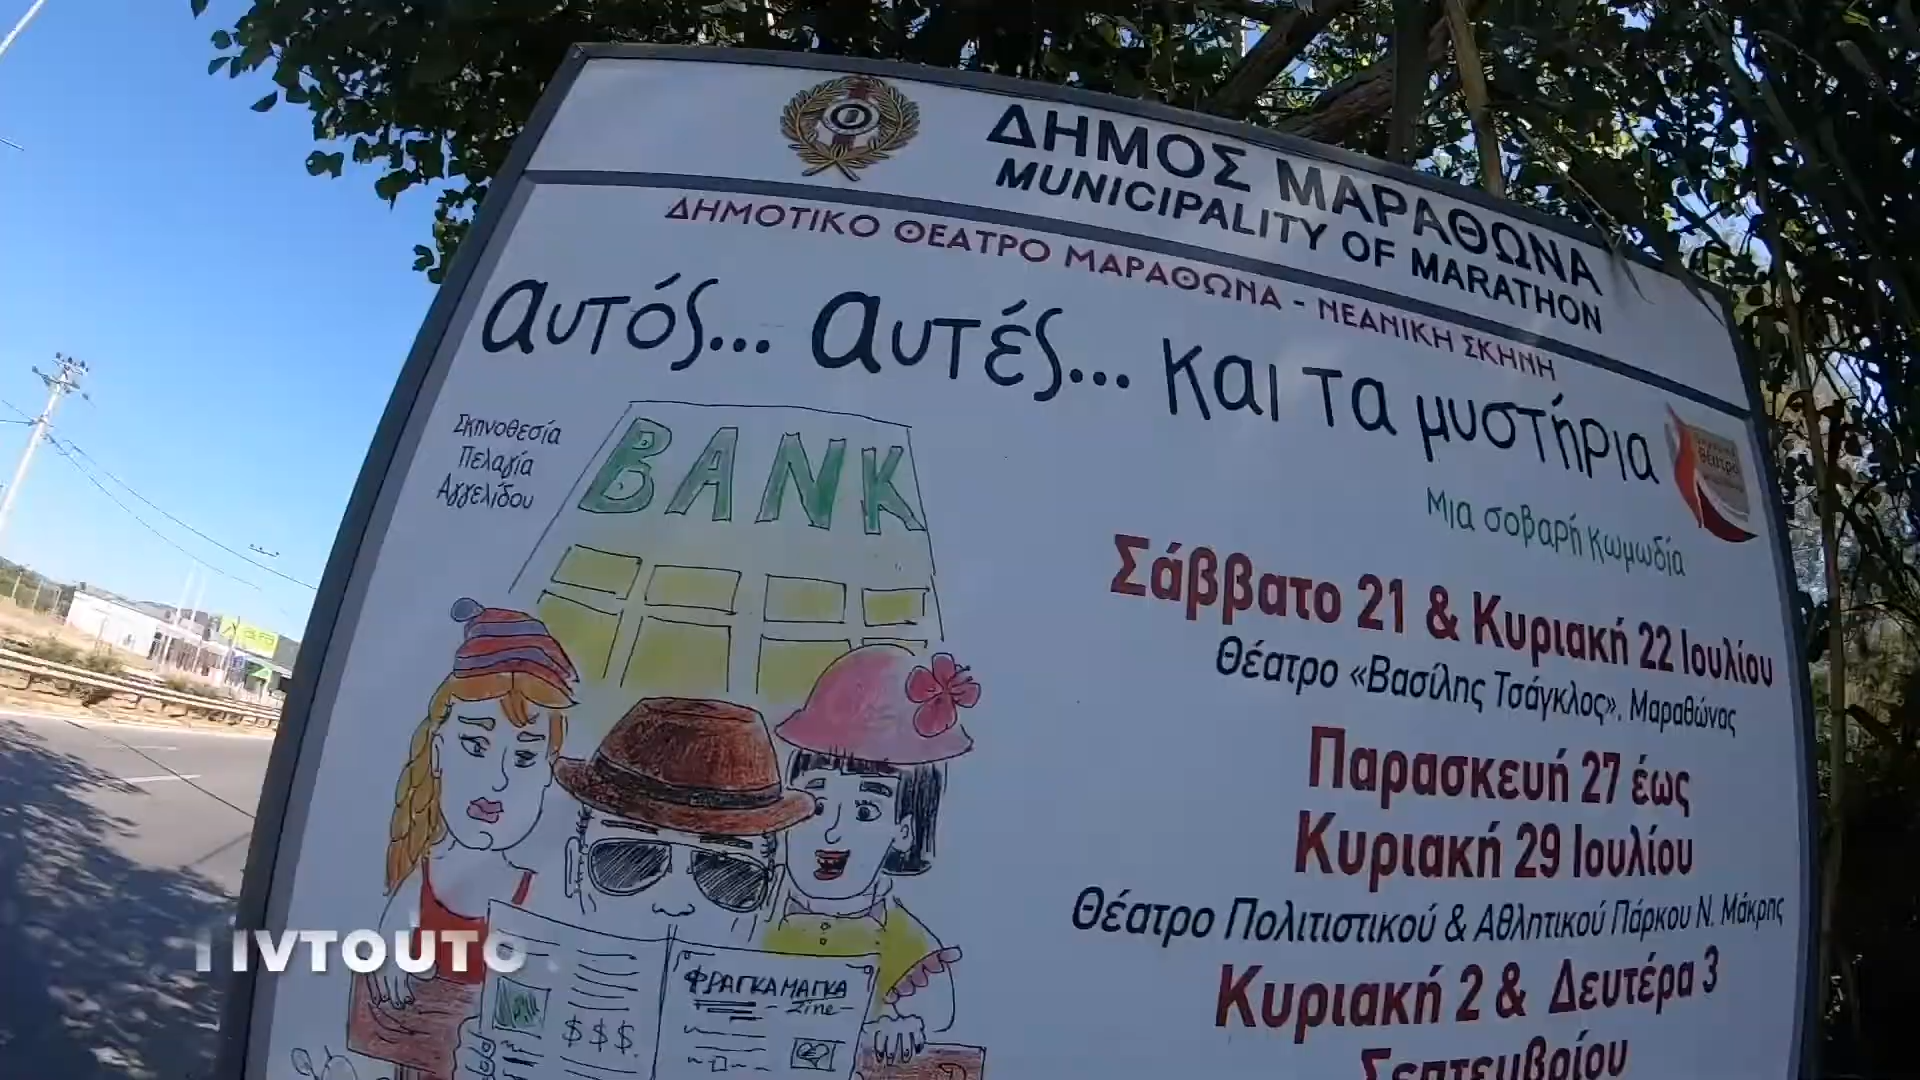 ΔΗΜΟΣ ΜΑΡΑΘΩΝΑ
MUNICIPALITY OF MARATHON
ΔΗΜΟΤΙΚΟ ΘΕΑΤΡΟ ΜΑΡΑΘΩΝΑ - ΝΕΑΝΙΚΗ ΣΚΗΝΗ
αυτός... αυτές... και τα μυστήρια
Σκηνοθεσία
Πελαγία
Αγγελίδου
θέατρο
Μια σοβαρή κωμωδία
BANK
Σάββατο 21 & Κυριακή 22 Ιουλίου
Θέατρο «Βασίλης Τσάγκλος», Μαραθώνας
Παρασκευή 27 έως
Κυριακή 29 Ιουλίου
Θέατρο Πολιτιστικού & Αθλητικού Πάρκου Ν. Μάκρης
Κυριακή 2 & Δευτέρα 3
Σεπτεμβρίου
ΦΡΑΓΚΑΜΑΓΚΑ
- Zine -
$$$
ΙVTOUTO